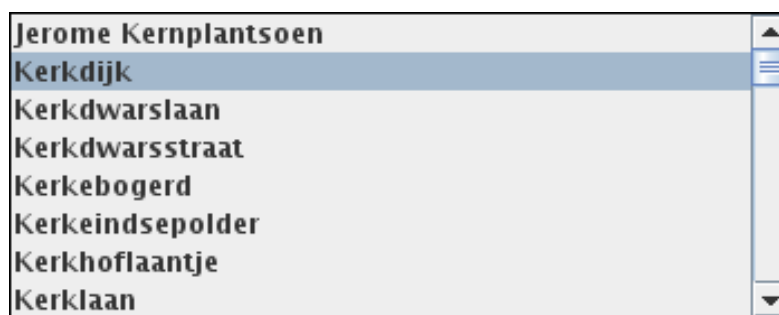 Jerome Kernplantsoen
Kerkdijk
Kerkdwarslaan
Kerkdwarsstraat
Kerkebogerd
Kerkeindsepolder
Kerkhoflaantje
Kerklaan